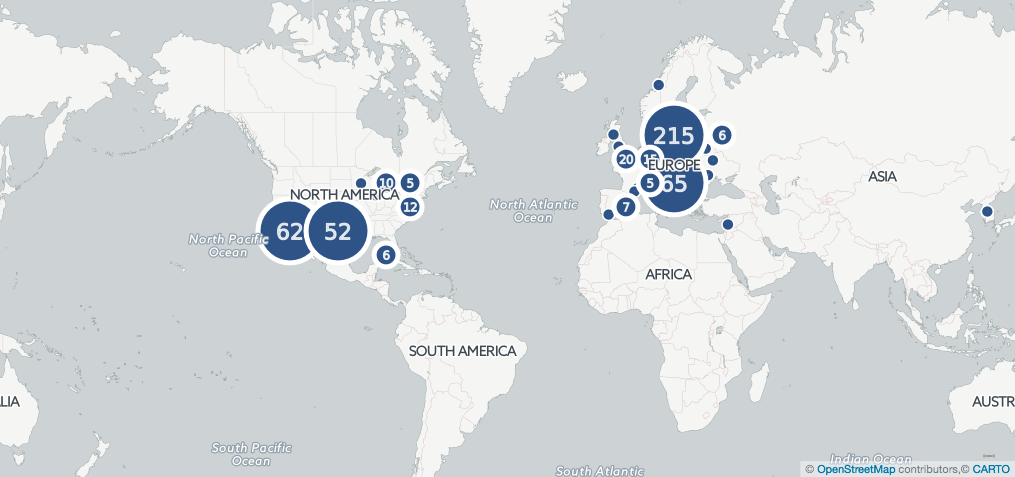 215
6
20
15
EUROPE
65
5
ASIA
10
5
NORTH AMERICA
12
7
North Atlantic
Ocean
62
52
North Pacific
Ocean
6
AFRICA
SOUTH AMERICA
LIA
AUSTR
South Pacific
Ocean
Indian Ocean
South Atlantic
© OpenStreetMap contributors,© CARTO